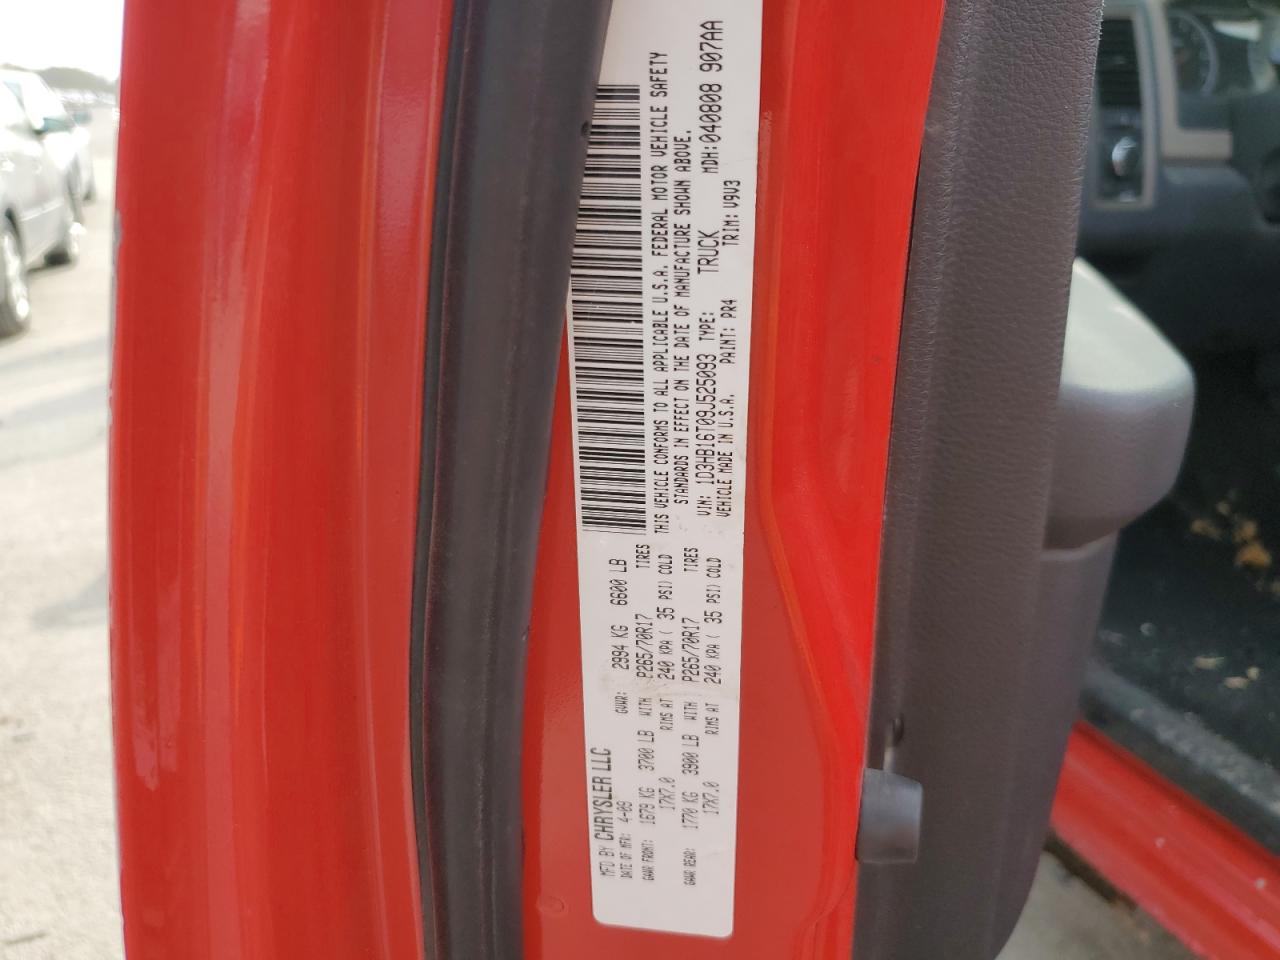 MFD BY CHRYSLER LLC
DATE OF MFR: 4-09 GVWR: 2994 KG 6600 LB
GAWR FRONT: 1679 KG 3700 LB WITH P265/70R17 TIRES
17X7.0 RIMS AT 240 KPA ( 35 PSI) COLD
GAWR REAR: 1770 KG 3900 LB WITH P265/70R17 TIRES
17X7.0 RIMS AT 240 KPA ( 35 PSI) COLD
THIS VEHICLE CONFORMS TO ALL APPLICABLE U.S.A. FEDERAL MOTOR VEHICLE SAFETY
STANDARDS IN EFFECT ON THE DATE OF MANUFACTURE SHOWN ABOVE.
VIN: 1D3HB16T09J525093 TYPE: TRUCK MDH:040808 907AA
VEHICLE MADE IN U.S.A. PAINT: PR4 TRIM: V9V3